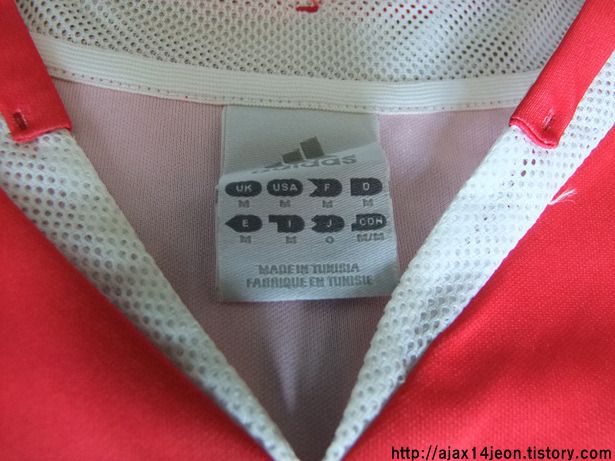 adidas
UK USA F D
M M M M
E I J CDN
M M O M/M
MADE IN TUNISIA
FABRIQUE EN TUNISIE
http://ajax14jeon.tistory.com